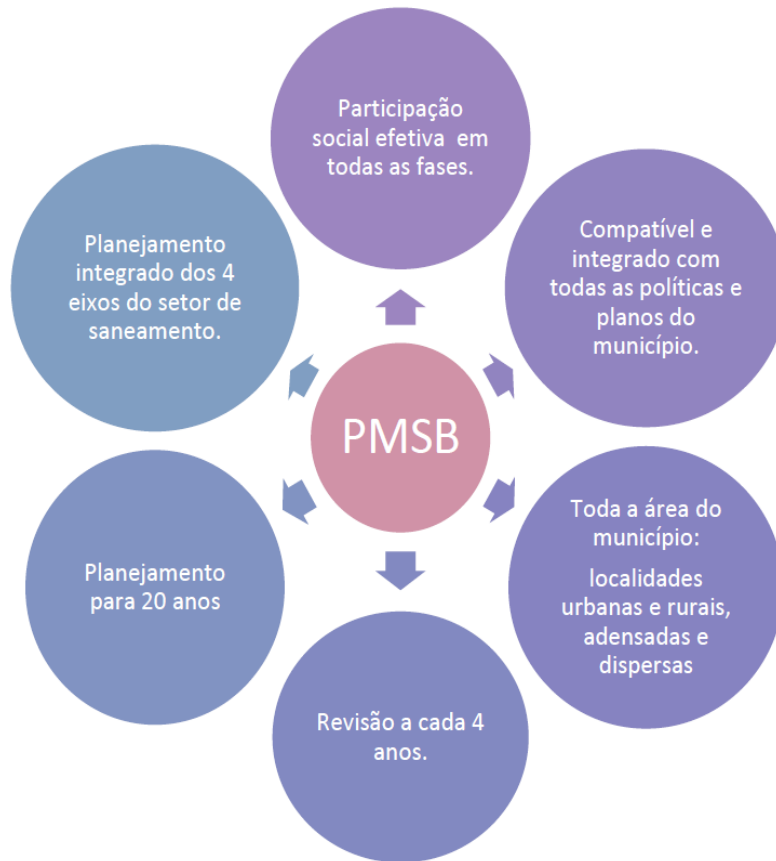 Participação
social efetiva em
todas as fases.
Compatível e
integrado com
todas as políticas e
planos do
município.
Toda a área do
município:
localidades
urbanas e rurais,
adensadas e
dispersas
Revisão a cada 4
anos.
Planejamento
para 20 anos
Planejamento
integrado dos 4
eixos do setor de
saneamento.
PMSB